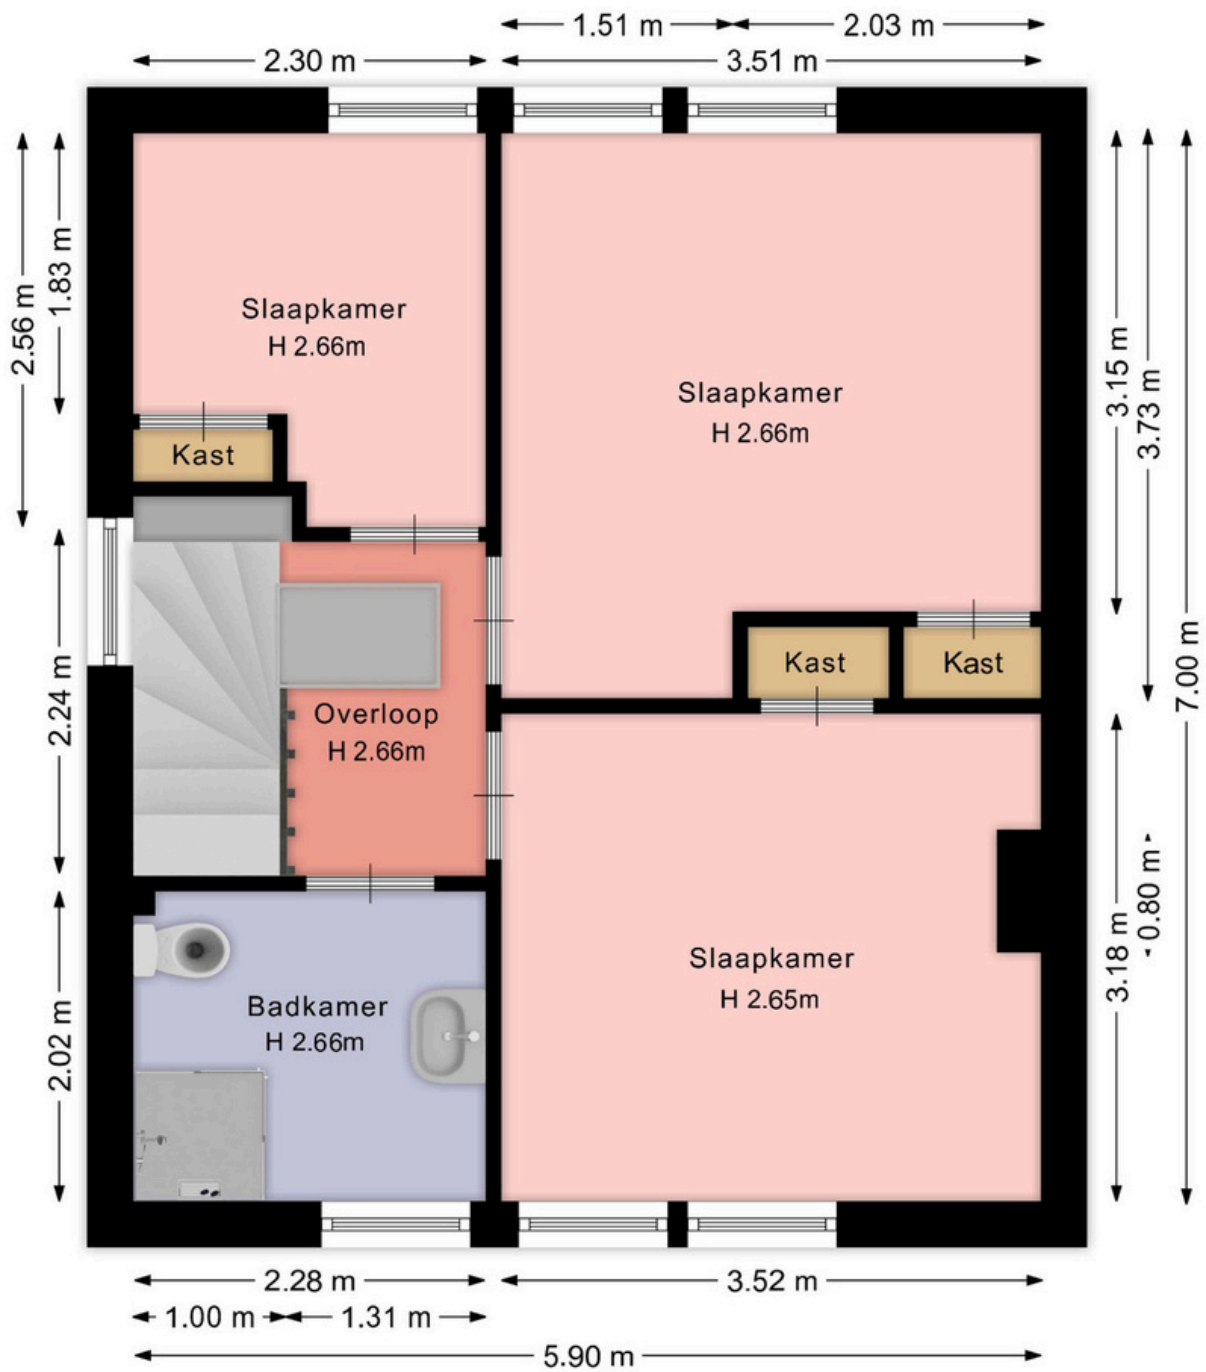 1.51 m
2.03 m
2.30 m
3.51 m
1.83 m
2.56 m
Slaapkamer
H 2.66m
Slaapkamer
H 2.66m
3.15 m
3.73 m
Kast
7.00 m
2.24 m
Kast
Kast
Overloop
H 2.66m
0.80 m
3.18 m
Slaapkamer
H 2.65m
Badkamer
H 2.66m
2.02 m
2.28 m
3.52 m
1.00 m
1.31 m
5.90 m